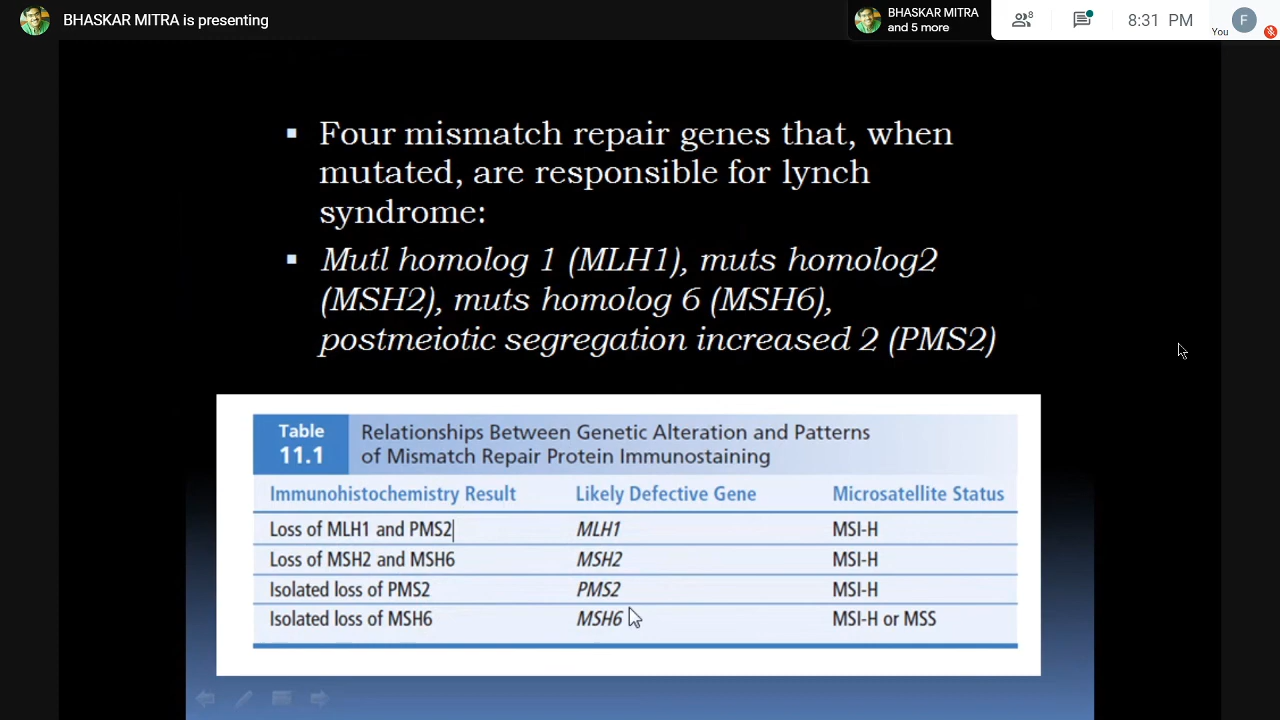 BHASKAR MITRA is presenting
BHASKAR MITRA
and 5 more
8
8:31 PM
You
F
▪ Four mismatch repair genes that, when
mutated, are responsible for lynch
syndrome:
▪ Mutl homolog 1 (MLH1), muts homolog2
(MSH2), muts homolog 6 (MSH6),
postmeiotic segregation increased 2 (PMS2)
Table
11.1
Relationships Between Genetic Alteration and Patterns
of Mismatch Repair Protein Immunostaining
Immunohistochemistry Result Likely Defective Gene Microsatellite Status
Loss of MLH1 and PMS2 MLH1 MSI-H
Loss of MSH2 and MSH6 MSH2 MSI-H
Isolated loss of PMS2 PMS2 MSI-H
Isolated loss of MSH6 MSH6 MSI-H or MSS